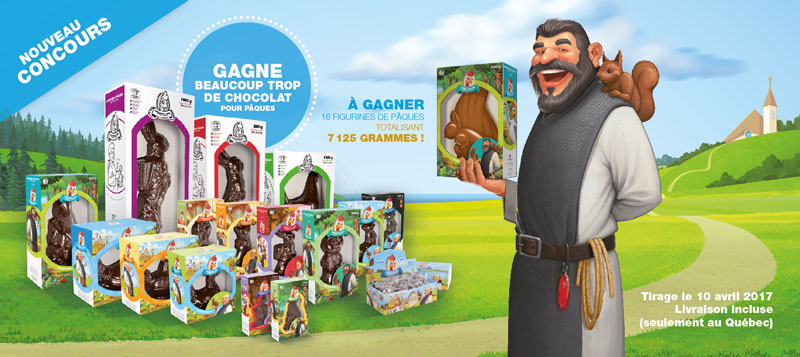 NOUVEAU
CONCOURS
GAGNE
BEAUCOUP TROP
DE CHOCOLAT
POUR PÂQUES
À GAGNER
16 FIGURINES DE PÂQUES
TOTALISANT
7 125 GRAMMES !
Tirage le 10 avril 2017
Livraison incluse
(seulement au Québec)